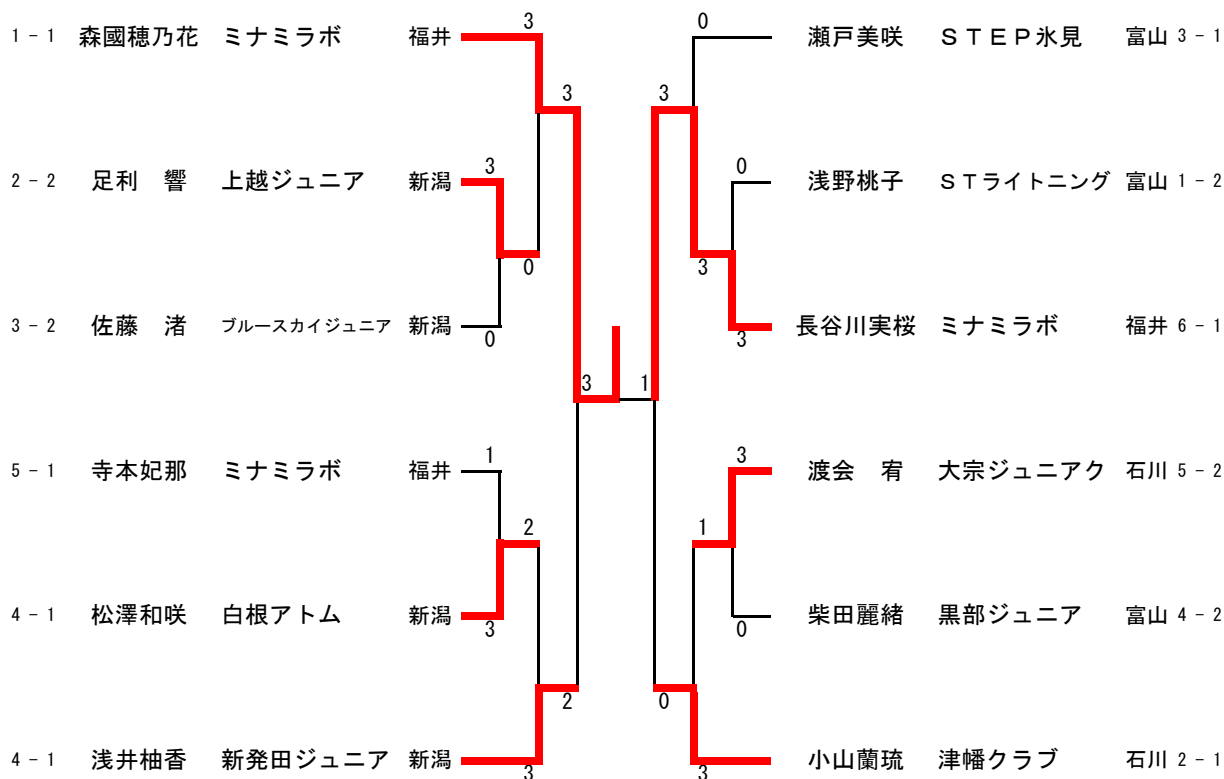 3 0
1 - 1 森國穂乃花 ミナミラボ 福井 瀬戸美咲 ＳＴＥＰ氷見 富山 3 - 1
3 3
3 0
2 - 2 足利　響 上越ジュニア 新潟 浅野桃子 ＳＴライトニング 富山 1 - 2
0 3
3 - 2 佐藤　渚 ブルースカイジュニア 新潟 長谷川実桜 ミナミラボ 福井 6 - 1
0 3
3 1
1 3
5 - 1 寺本妃那 ミナミラボ 福井 渡会　宥 大宗ジュニアク 石川 5 - 2
2 1
4 - 1 松澤和咲 白根アトム 新潟 柴田麗緒 黒部ジュニア 富山 4 - 2
3 0
2 0
4 - 1 浅井柚香 新発田ジュニア 新潟 小山蘭琉 津幡クラブ 石川 2 - 1
3 3